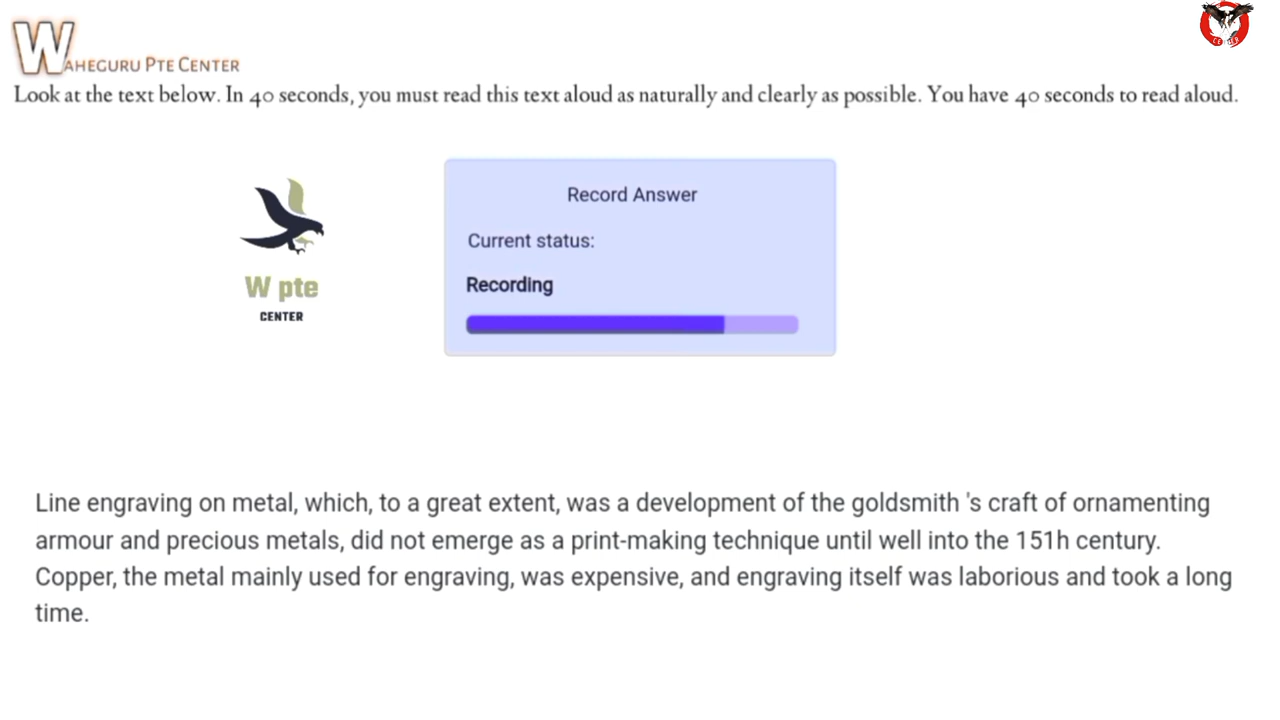 WAHEGURU PTE CENTER
Look at the text below. In 40 seconds, you must read this text aloud as naturally and clearly as possible. You have 40 seconds to read aloud.
Record Answer
Current status:
Recording
W pte
CENTER
Line engraving on metal, which, to a great extent, was a development of the goldsmith 's craft of ornamenting
armour and precious metals, did not emerge as a print-making technique until well into the 151h century.
Copper, the metal mainly used for engraving, was expensive, and engraving itself was laborious and took a long
time.